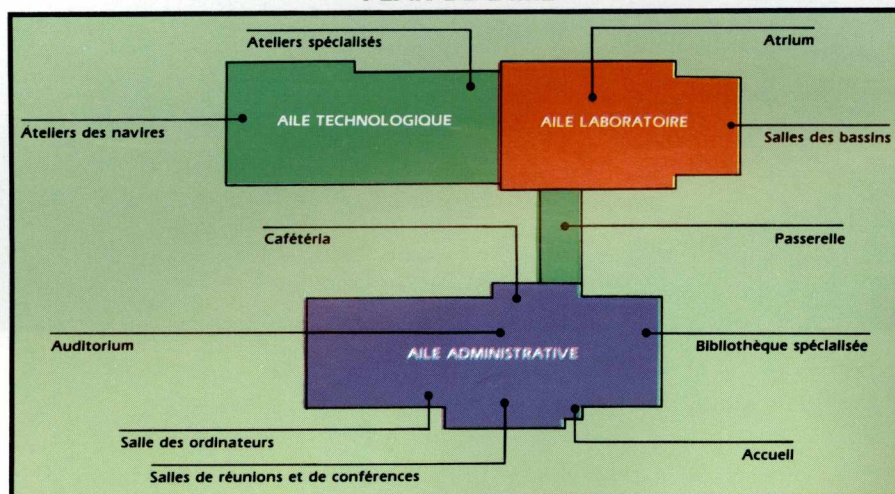 Ateliers spécialisés
Atrium
AILE TECHNOLOGIQUE
AILE LABORATOIRE
Ateliers des navires
Salles des bassins
Cafétéria
Passerelle
Auditorium
Bibliothèque spécialisée
AILE ADMINISTRATIVE
Salle des ordinateurs
Accueil
Salles de réunions et de conférences